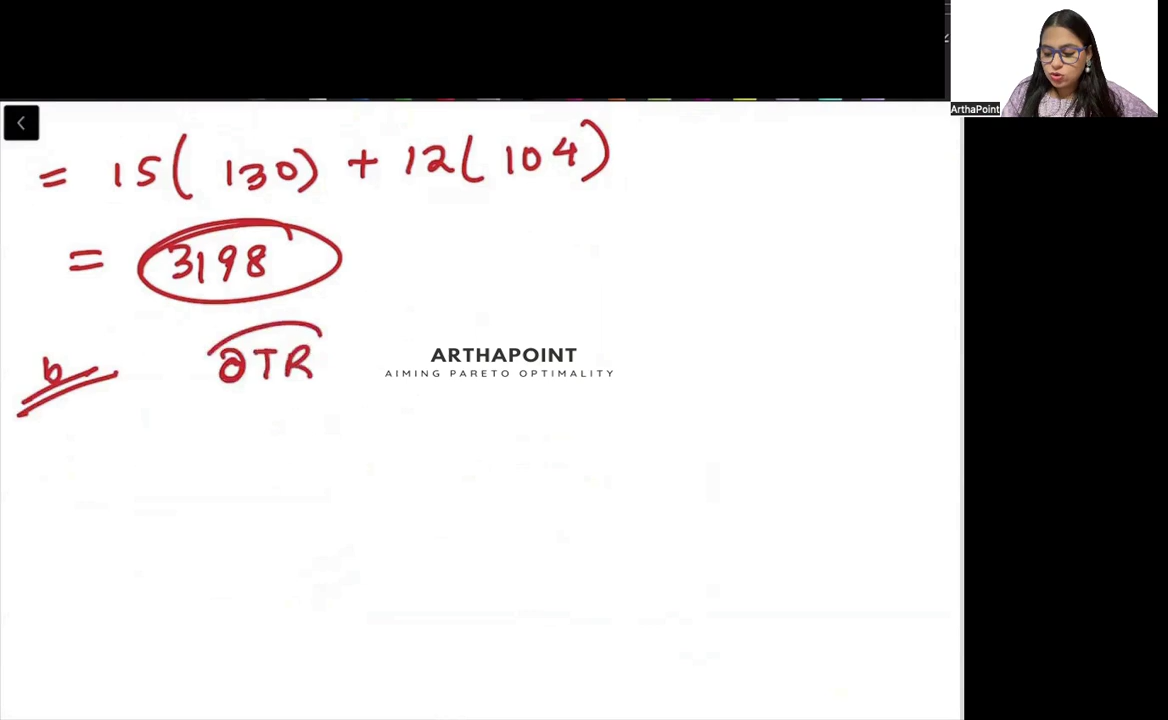 ArthaPoint
= 15( 130) + 12( 104)
= 3198
b ∂TR
ARTHAPOINT
AIMING PARETO OPTIMALITY